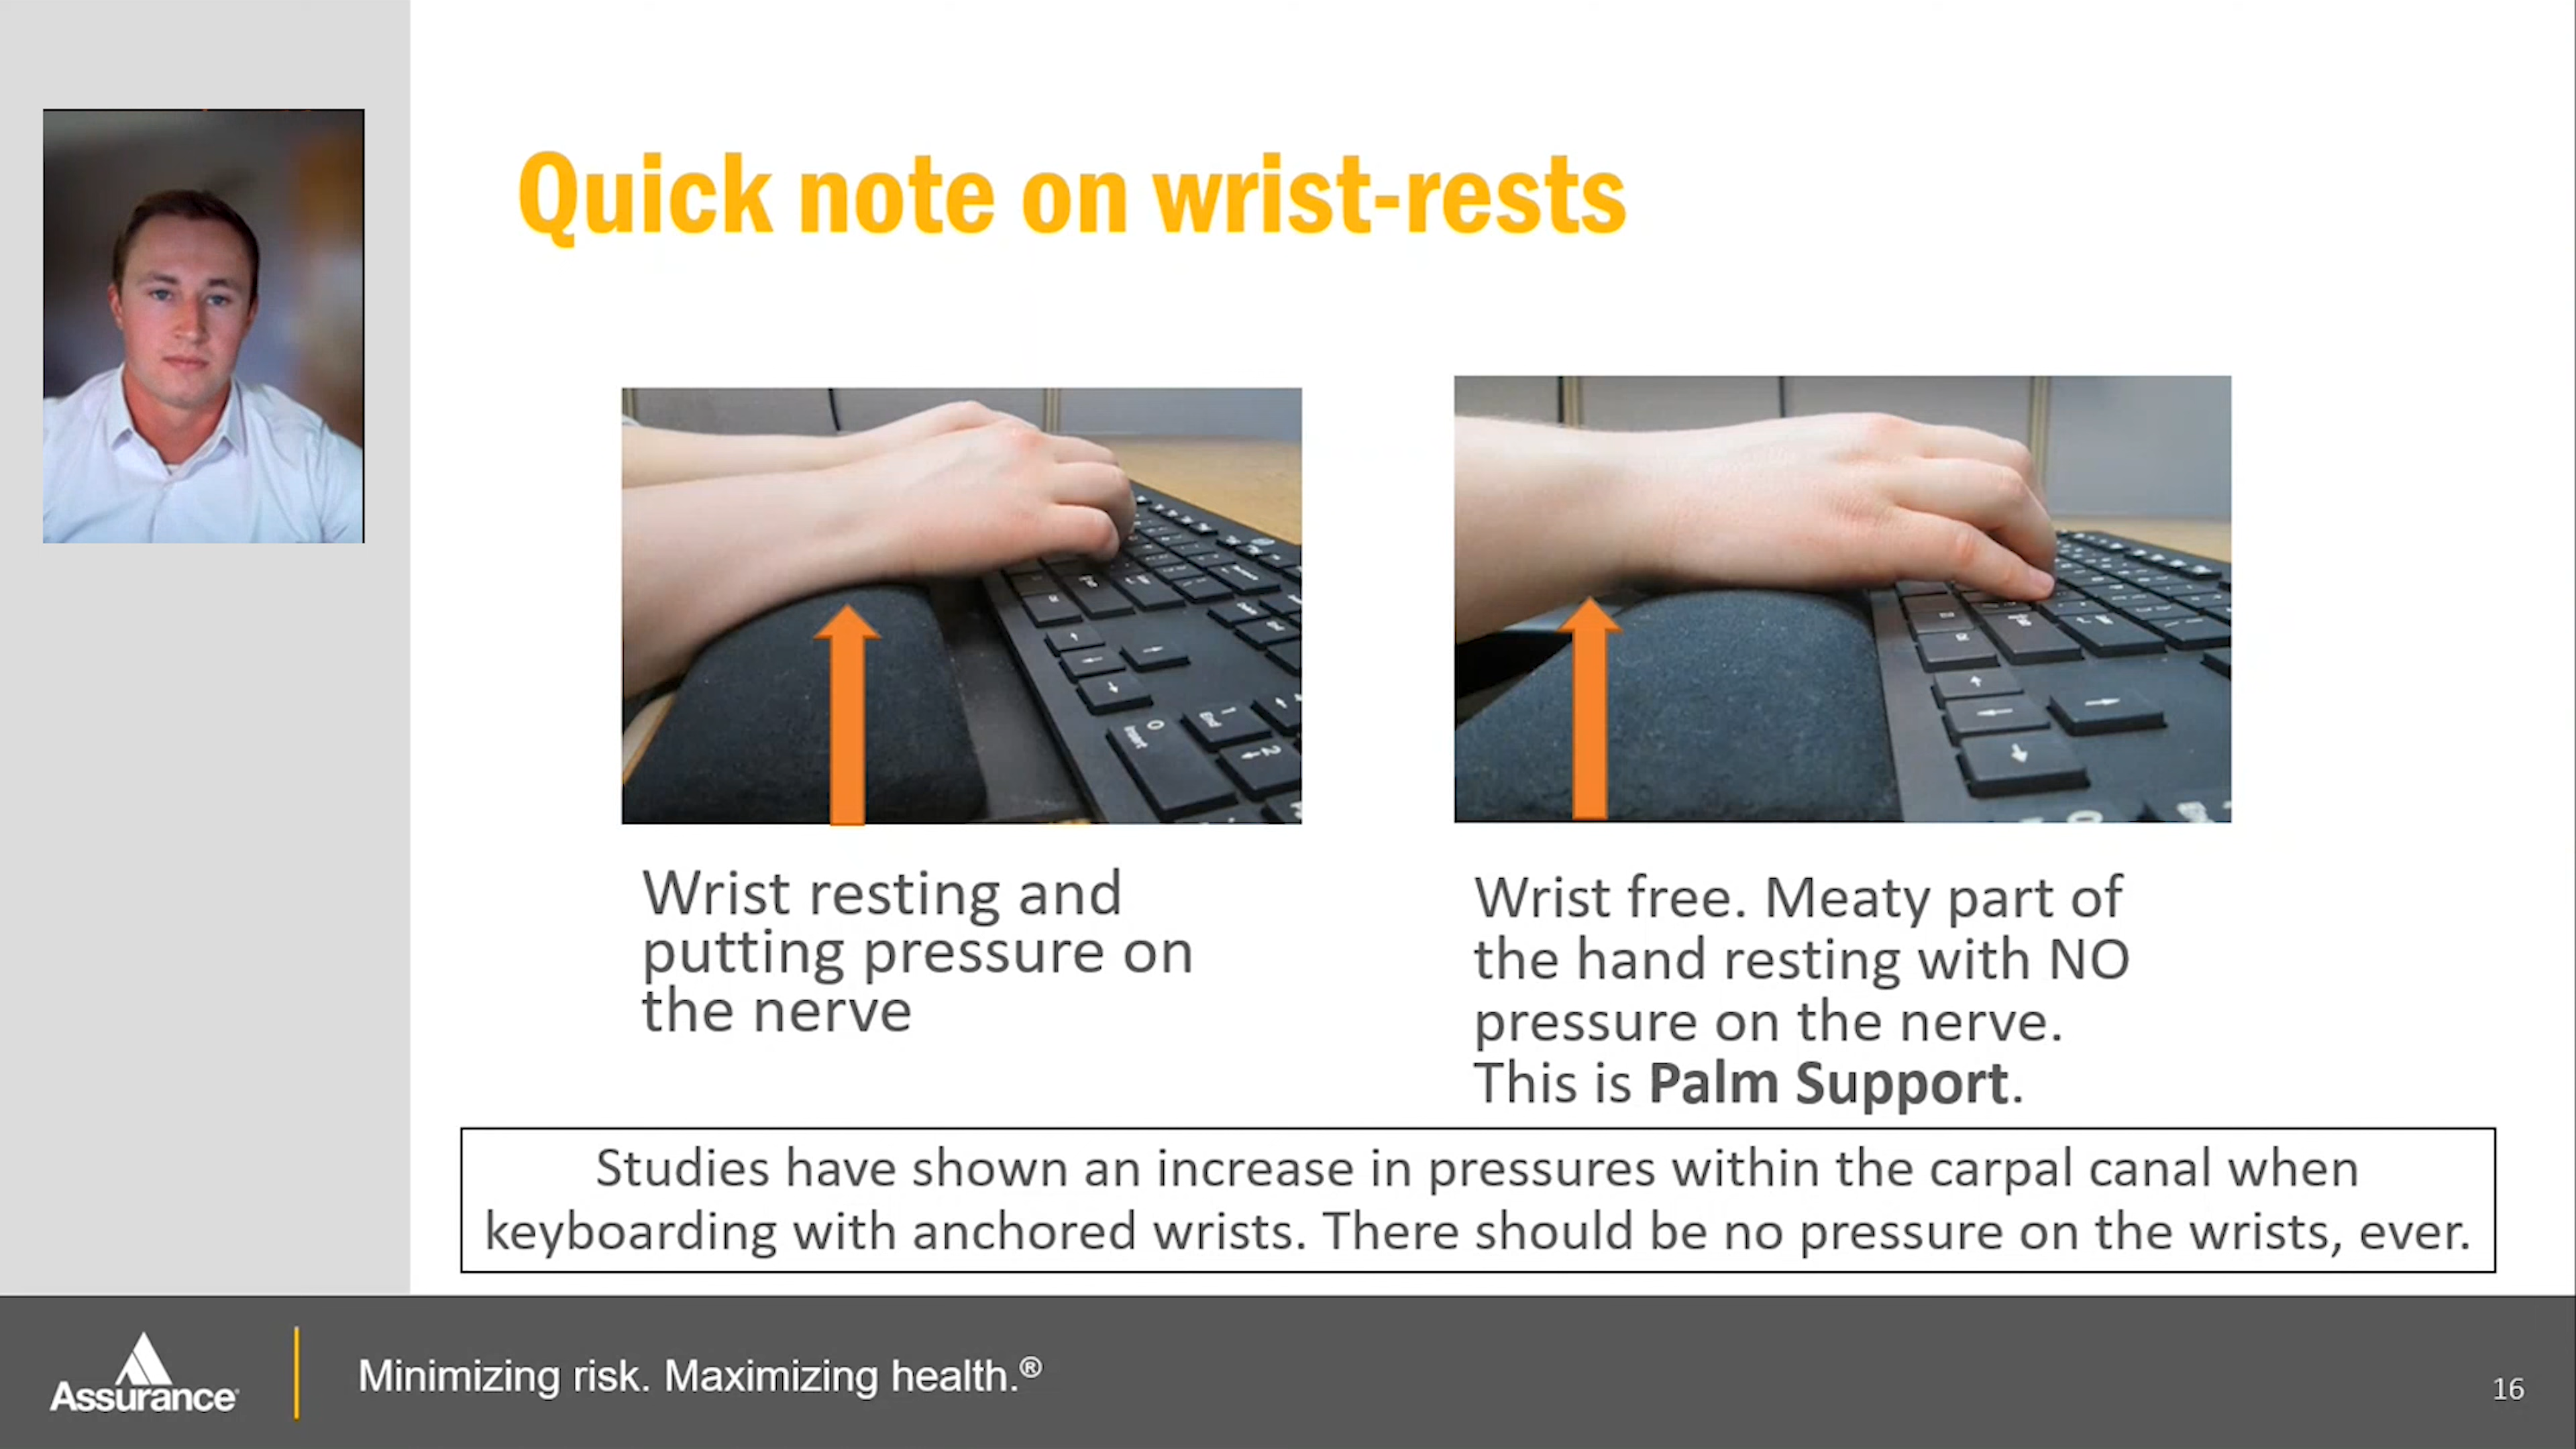 Quick note on wrist-rests
Wrist resting and
putting pressure on
the nerve
Wrist free. Meaty part of
the hand resting with NO
pressure on the nerve.
This is Palm Support.
Studies have shown an increase in pressures within the carpal canal when
keyboarding with anchored wrists. There should be no pressure on the wrists, ever.
Assurance
Minimizing risk. Maximizing health.®
16